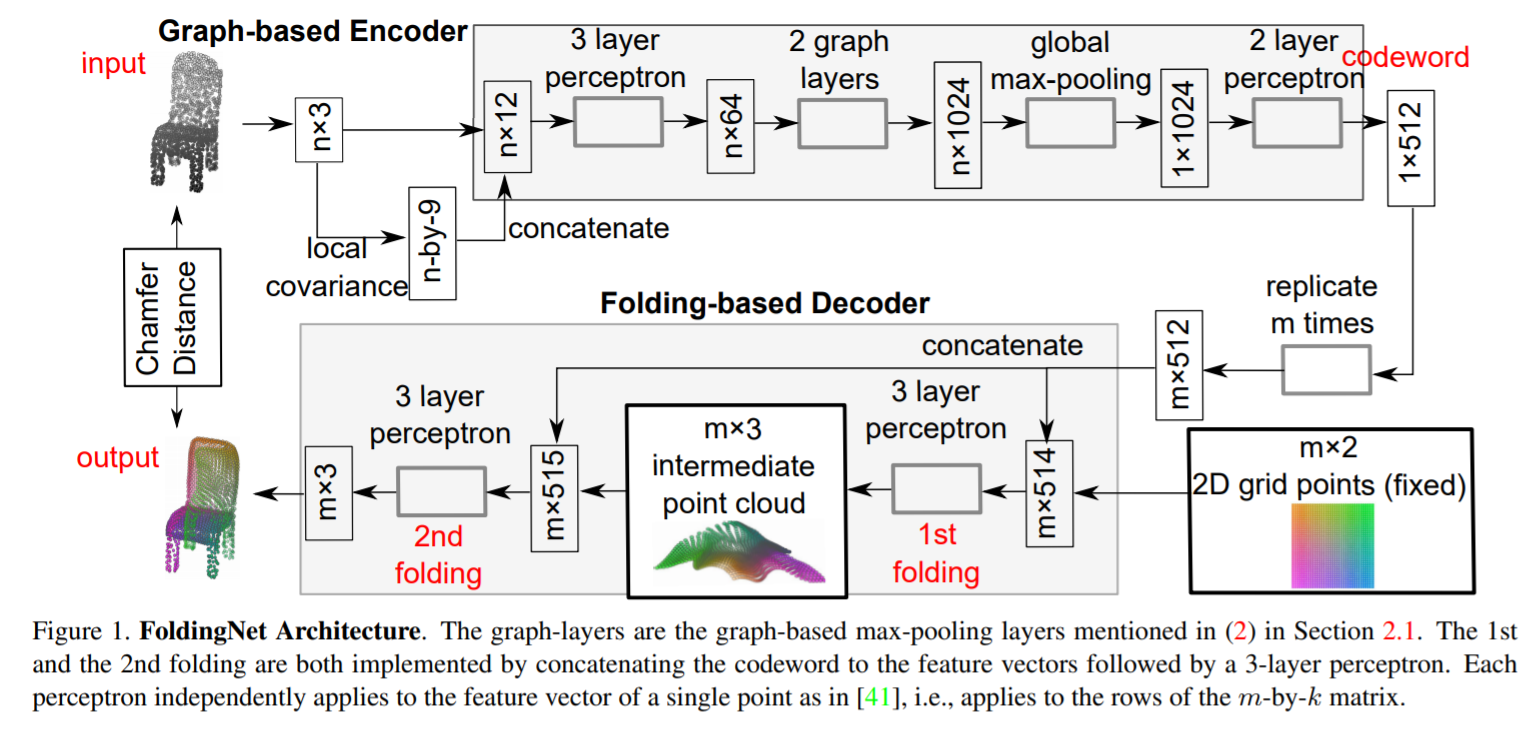 Graph-based Encoder
input
n×3
local
covariance
n-by-9
concatenate
n×12
3 layer
perceptron
n×64
2 graph
layers
n×1024
global
max-pooling
1×1024
2 layer
perceptron
codeword
1×512
replicate
m times
m×512
Folding-based Decoder
concatenate
m×2
2D grid points (fixed)
m×514
3 layer
perceptron
1st
folding
m×3
intermediate
point cloud
m×515
3 layer
perceptron
2nd
folding
m×3
output
Chamfer
Distance
Figure 1. FoldingNet Architecture. The graph-layers are the graph-based max-pooling layers mentioned in (2) in Section 2.1. The 1st
and the 2nd folding are both implemented by concatenating the codeword to the feature vectors followed by a 3-layer perceptron. Each
perceptron independently applies to the feature vector of a single point as in [41], i.e., applies to the rows of the m-by-k matrix.